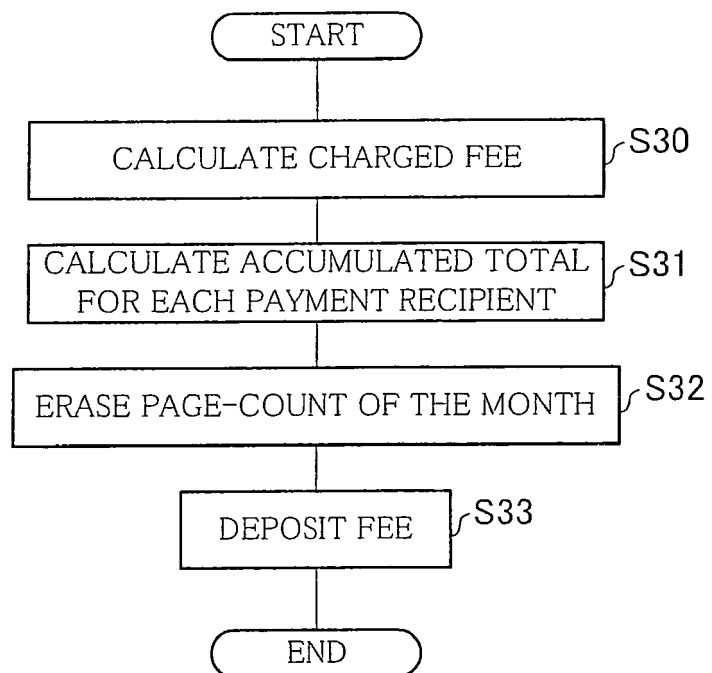 START
CALCULATE CHARGED FEE
S30
CALCULATE ACCUMULATED TOTAL
FOR EACH PAYMENT RECIPIENT
S31
ERASE PAGE-COUNT OF THE MONTH
S32
DEPOSIT FEE
S33
END